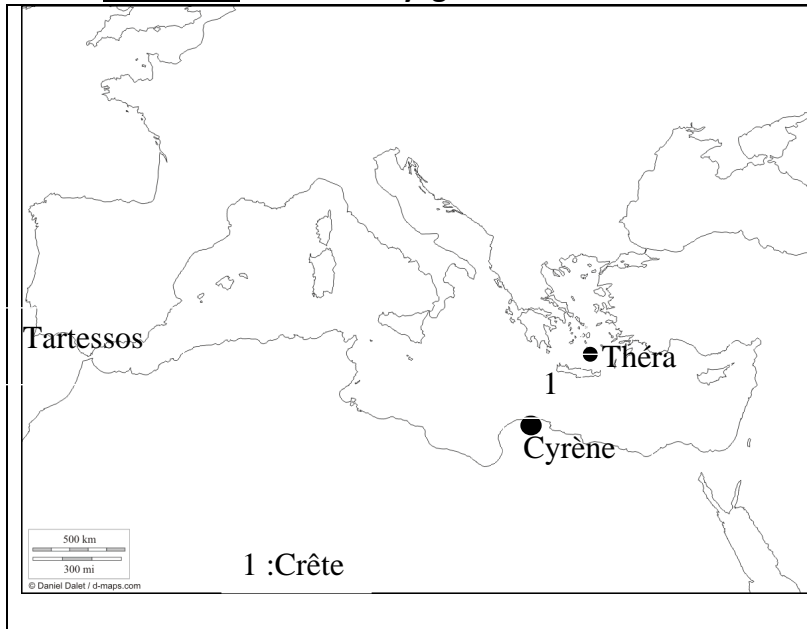 Tartessos
Théra
1
Cyrène
500 km
300 mi
1 :Crête
© Daniel Dalet / d-maps.com